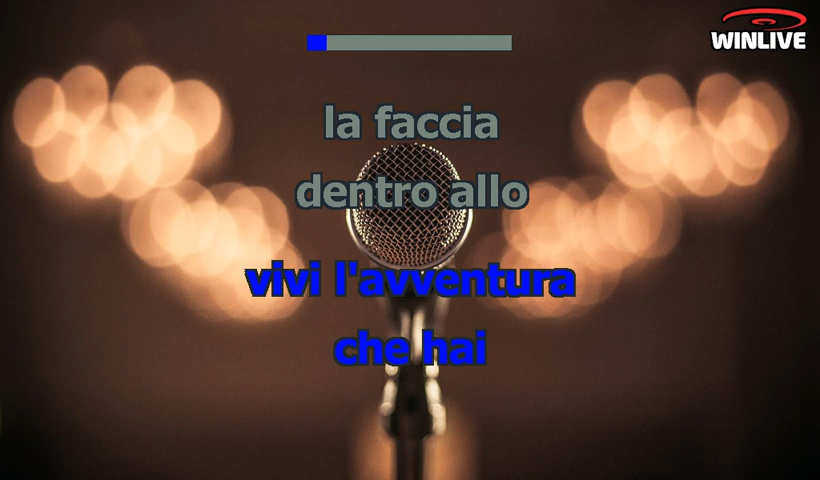 WINLIVE
la faccia
dentro allo
vivi l'avventura
che hai